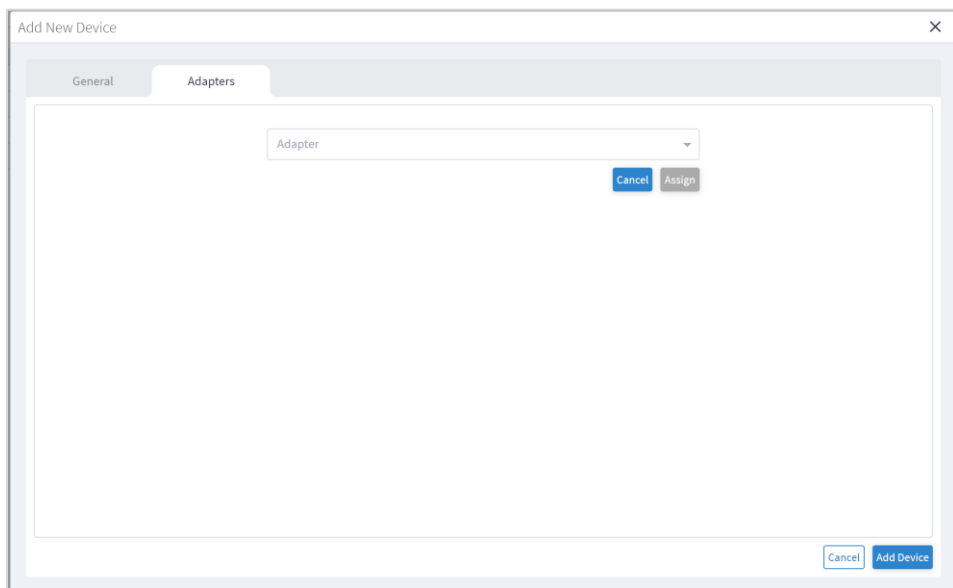 Add New Device
General Adapters
Adapter
Cancel Assign
Cancel Add Device